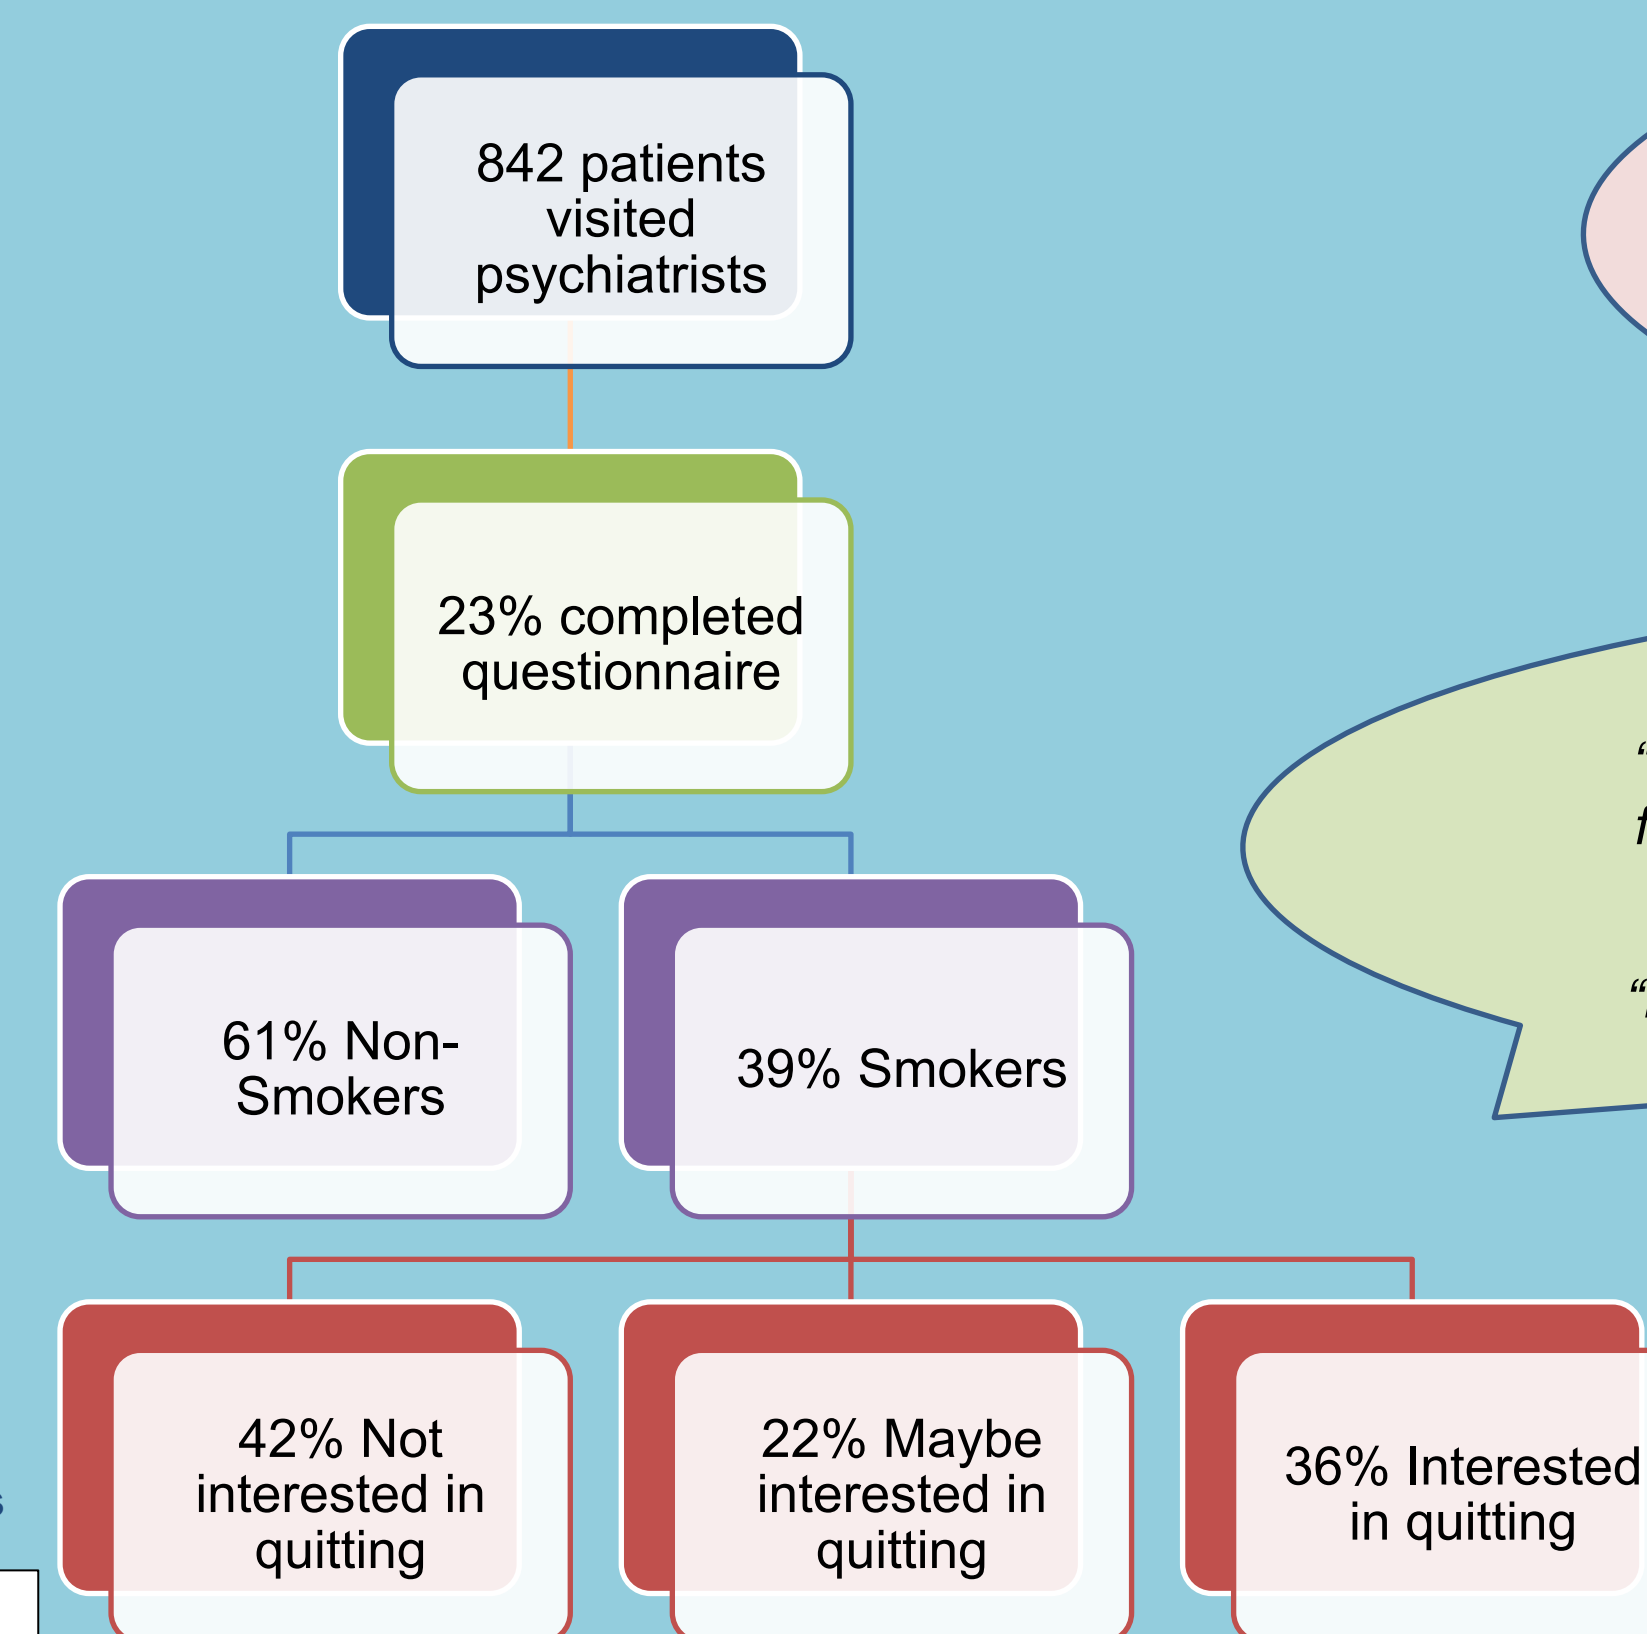 842 patients
visited
psychiatrists
23% completed
questionnaire
61% Non-
Smokers
39% Smokers
42% Not
interested in
quitting
22% Maybe
interested in
quitting
36% Interested
in quitting